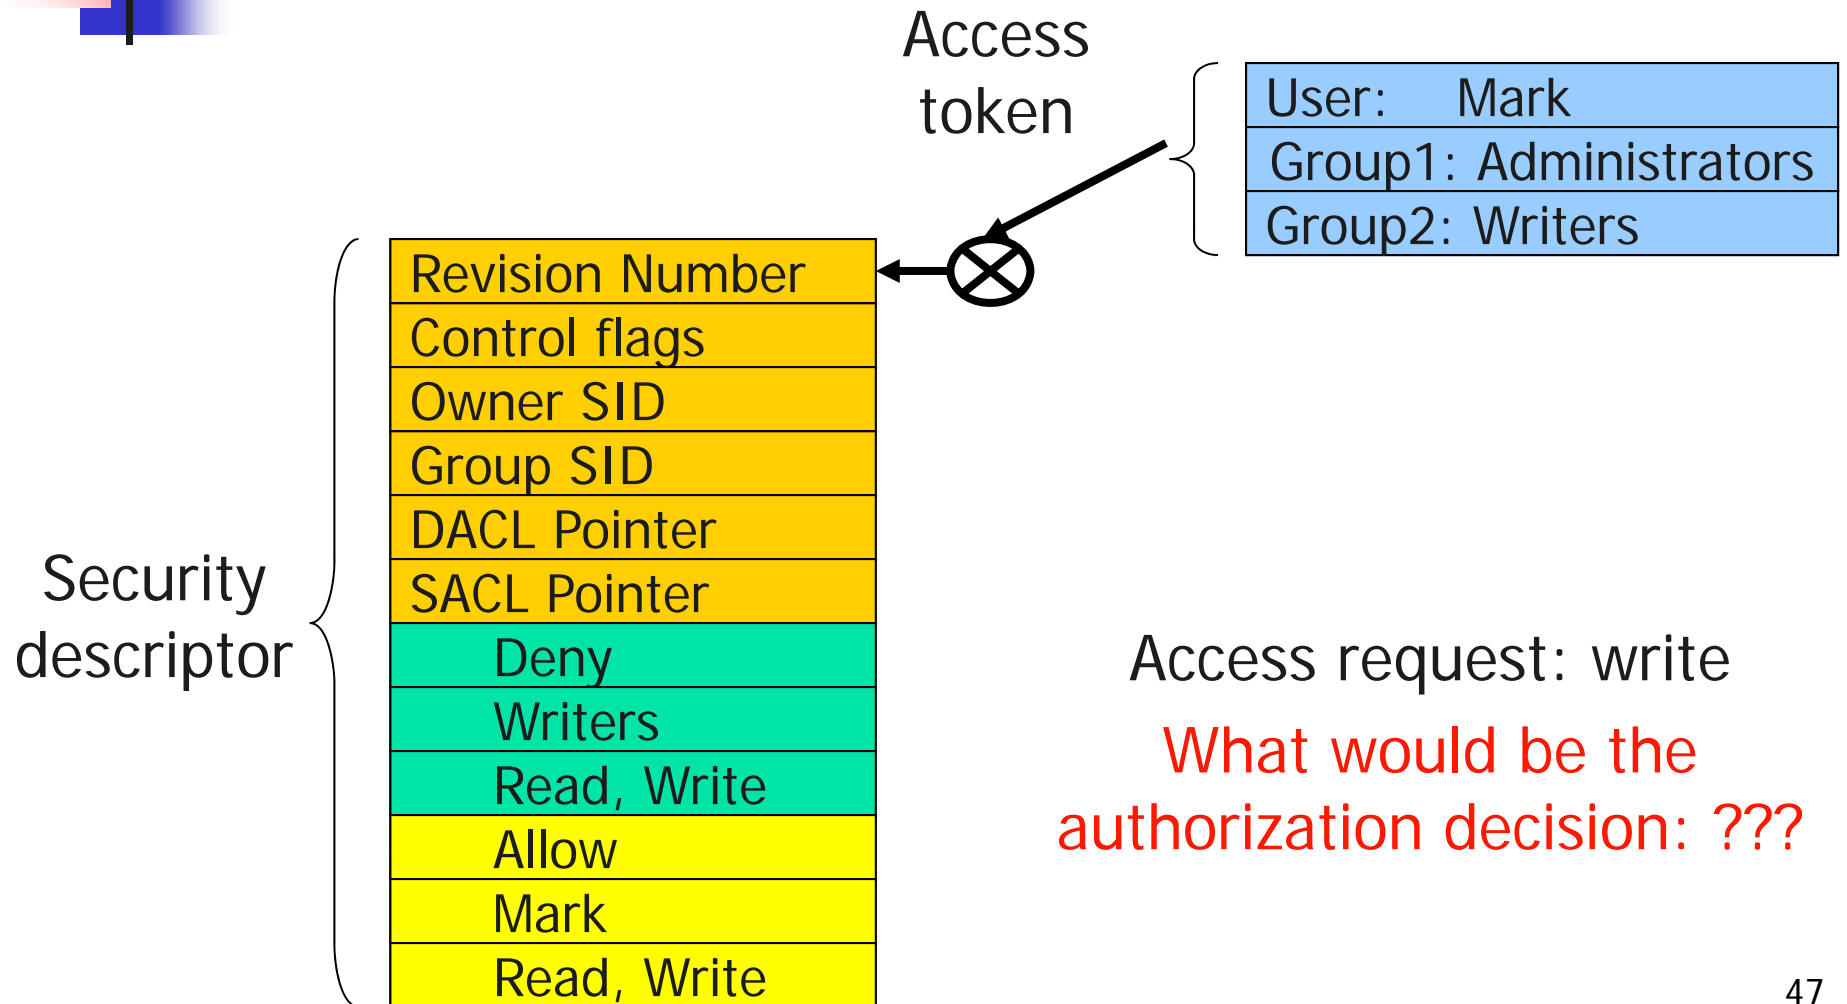 Access
token
User: Mark
Group1: Administrators
Group2: Writers
Security
descriptor
Revision Number
Control flags
Owner SID
Group SID
DACL Pointer
SACL Pointer
Deny
Writers
Read, Write
Allow
Mark
Read, Write
Access request: write
What would be the
authorization decision: ???
47